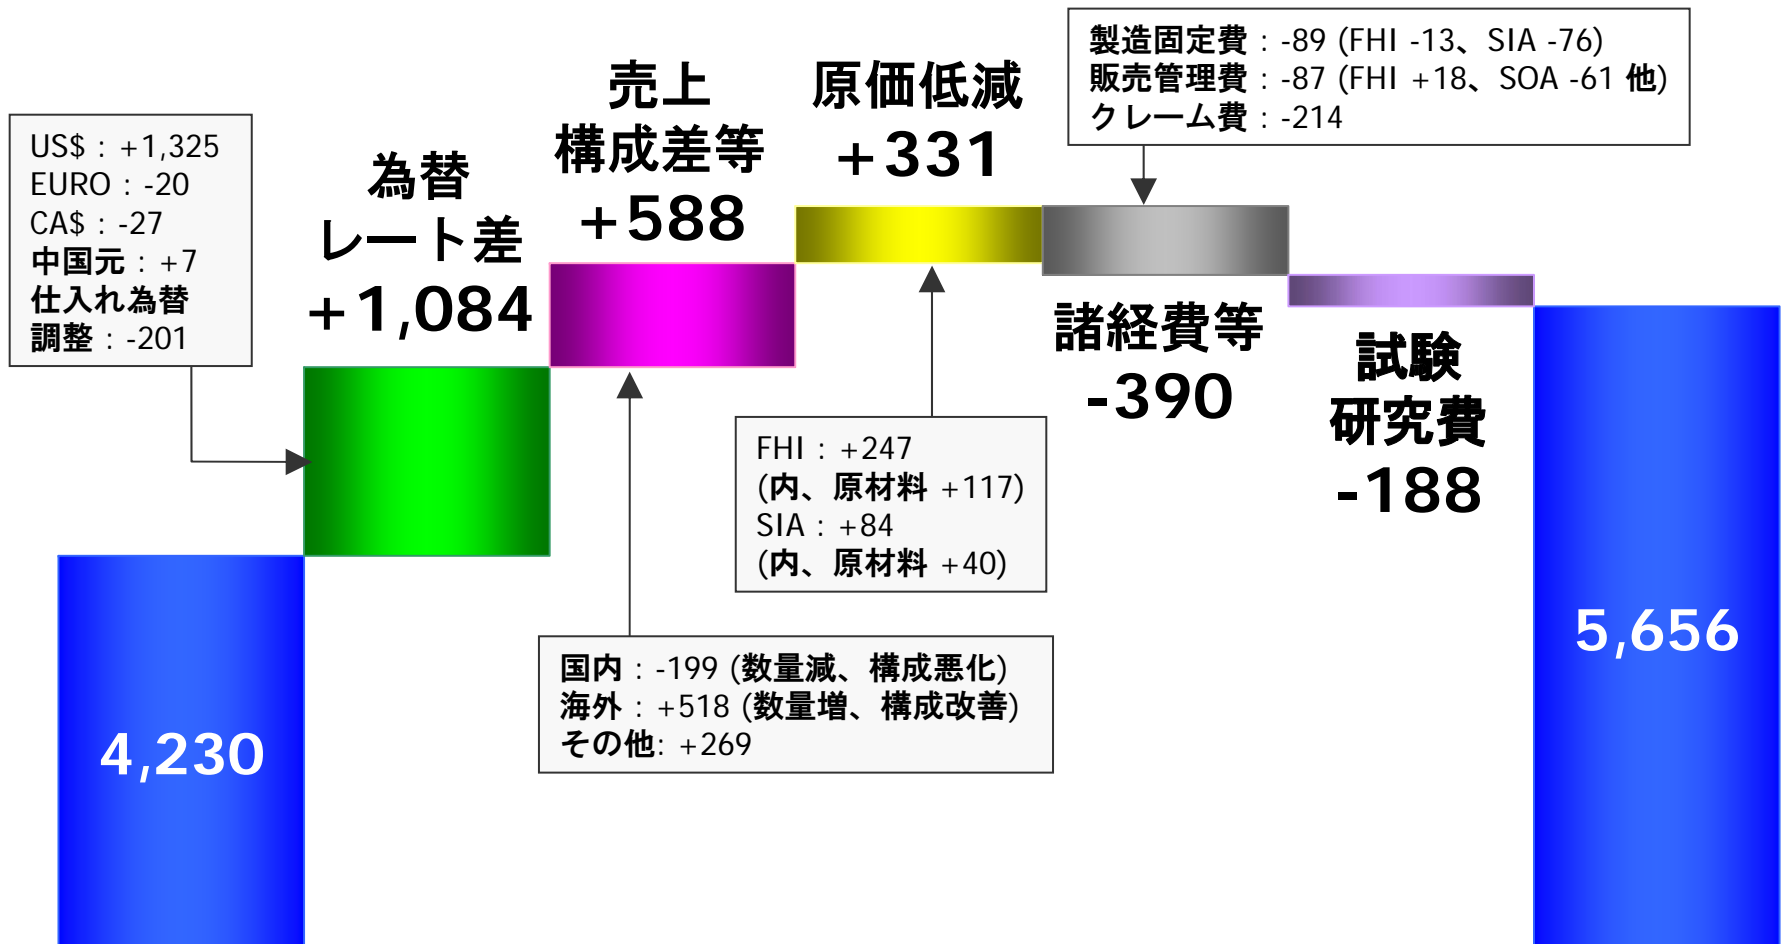 US$ : +1,325
EURO : -20
CA$ : -27
中国元 : +7
仕入れ為替
調整 : -201
為替
レート差
+1,084
売上
構成差等
+588
原価低減
+331
製造固定費 : -89 (FHI -13、SIA -76)
販売管理費 : -87 (FHI +18、SOA -61 他)
クレーム費 : -214
諸経費等
-390
試験
研究費
-188
FHI : +247
(内、原材料 +117)
SIA : +84
(内、原材料 +40)
国内 : -199 (数量減、構成悪化)
海外 : +518 (数量増、構成改善)
その他: +269
4,230
5,656